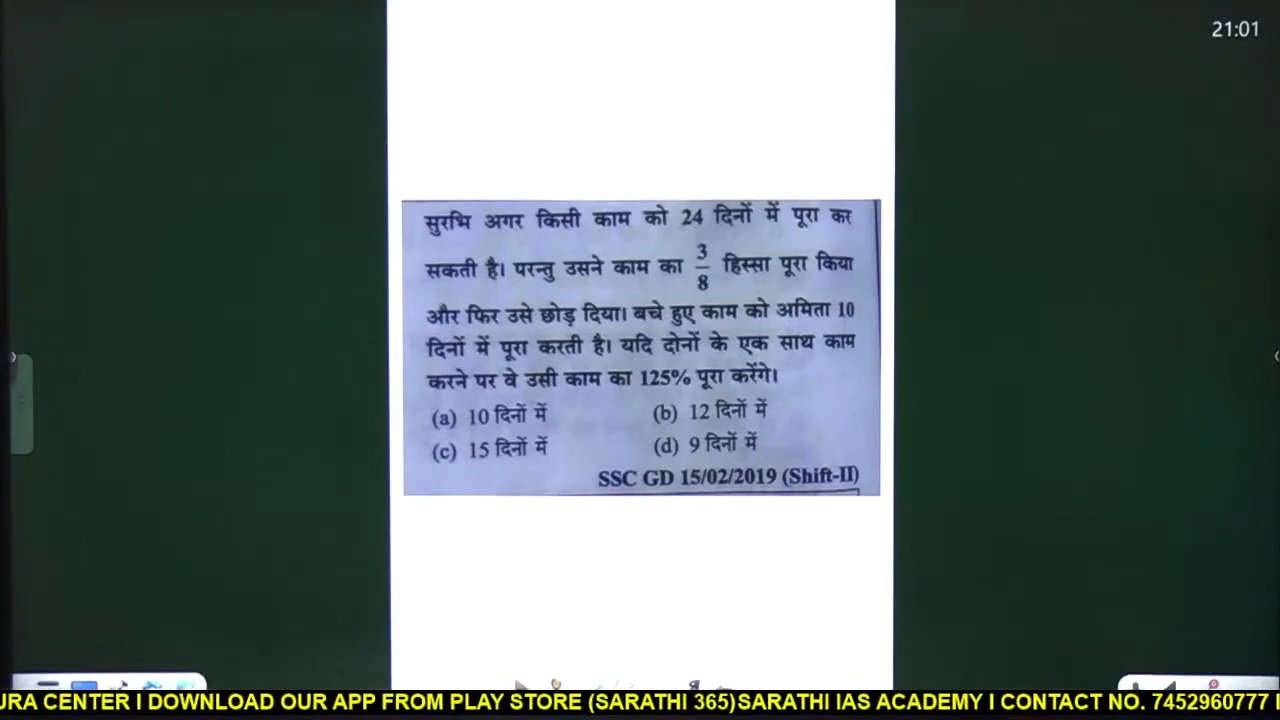 21:01
सुरभि अगर किसी काम को 24 दिनों में पूरा कर
सकती है। परन्तु उसने काम का 3/8 हिस्सा पूरा किया
और फिर उसे छोड़ दिया। बचे हुए काम को अमिता 10
दिनों में पूरा करती है। यदि दोनों के एक साथ काम
करने पर वे उसी काम का 125% पूरा करेंगे।
(a) 10 दिनों में (b) 12 दिनों में
(c) 15 दिनों में (d) 9 दिनों में
SSC GD 15/02/2019 (Shift-II)
URA CENTER I DOWNLOAD OUR APP FROM PLAY STORE (SARATHI 365)SARATHI IAS ACADEMY I CONTACT NO. 7452960777